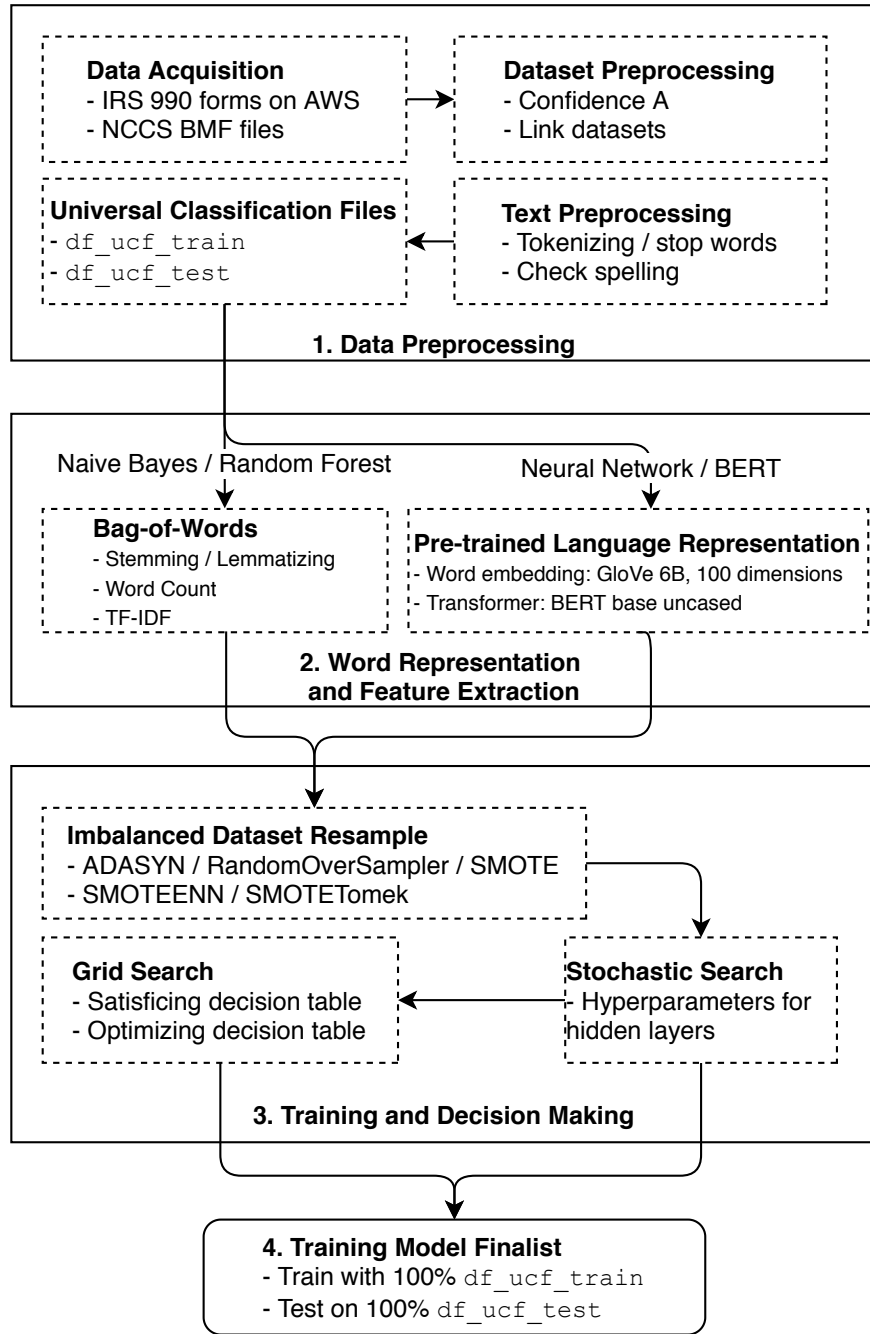 Data Acquisition
- IRS 990 forms on AWS
- NCCS BMF files
Dataset Preprocessing
- Confidence A
- Link datasets
Universal Classification Files
- df_ucf_train
- df_ucf_test
Text Preprocessing
- Tokenizing / stop words
- Check spelling
1. Data Preprocessing
Naive Bayes / Random Forest
Neural Network / BERT
Bag-of-Words
- Stemming / Lemmatizing
- Word Count
- TF-IDF
Pre-trained Language Representation
- Word embedding: GloVe 6B, 100 dimensions
- Transformer: BERT base uncased
2. Word Representation
and Feature Extraction
Imbalanced Dataset Resample
- ADASYN / RandomOverSampler / SMOTE
- SMOTEENN / SMOTETomek
Grid Search
- Satisficing decision table
- Optimizing decision table
Stochastic Search
- Hyperparameters for
hidden layers
3. Training and Decision Making
4. Training Model Finalist
- Train with 100% df_ucf_train
- Test on 100% df_ucf_test